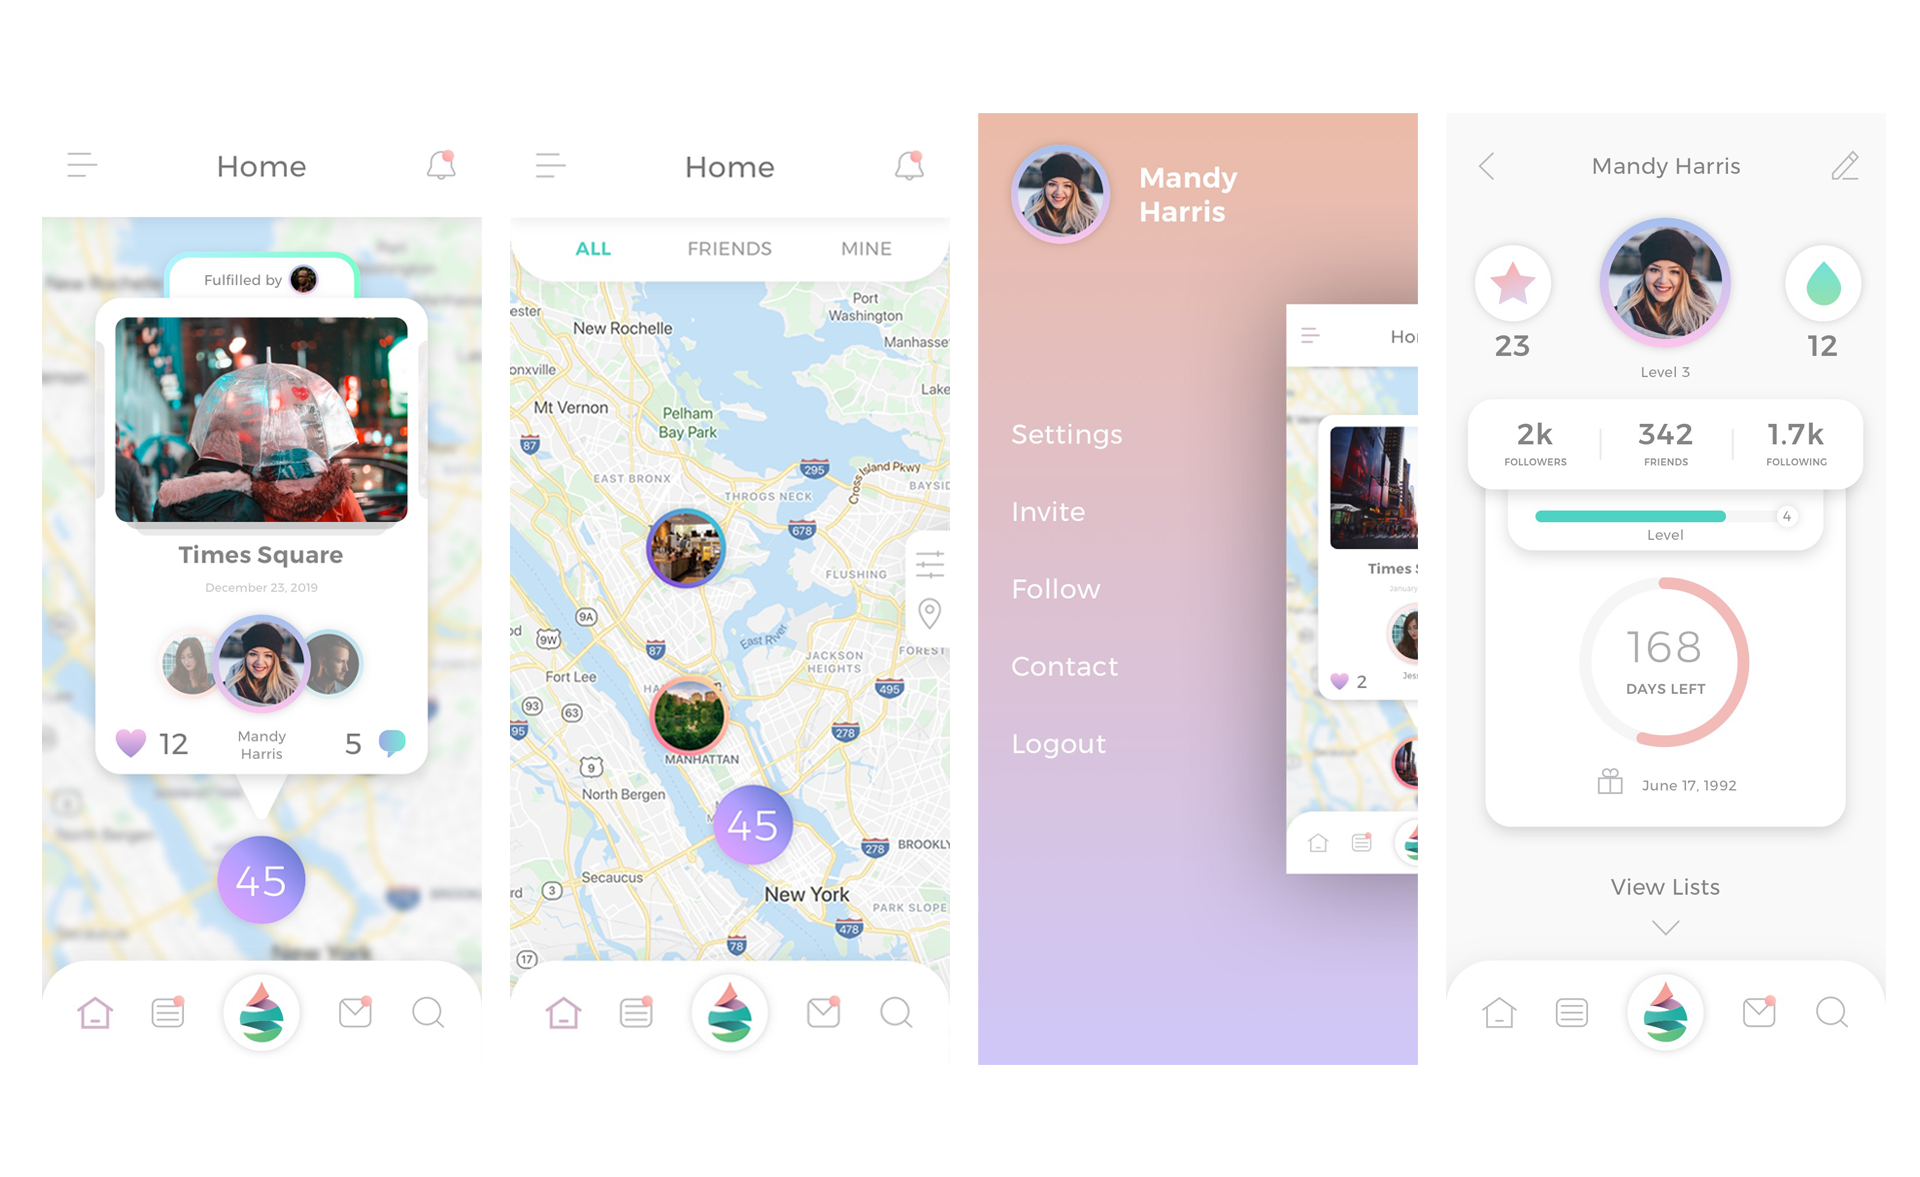 Home
Fulfilled by
Times Square
December 23, 2019
12
Mandy
Harris
5
45
New York
Home
ALL
FRIENDS
MINE
ester
New Rochelle
Port
Washington
Manhasse
onxville
Mt Vernon
Pelham
Bay Park
Lake
87
295
Cross Island Pkwy
EAST BRONX
THROGS NECK
BAYSID
678
FLUSHING
9A
9W
87
East River
JACKSON
HEIGHTS
FOREST
Fort Lee
495
93
63
95
278
MANHATTAN
9
North Bergen
45
278
BROOKLY
Secaucus
rd
3
New York
PARK SLOPE
478
78
17
Mandy
Harris
Settings
Invite
Follow
Contact
Logout
Hor
Times S
January
Jess
2
Mandy Harris
23
12
Level 3
2k
FOLLOWERS
342
FRIENDS
1.7k
FOLLOWING
4
Level
168
DAYS LEFT
June 17, 1992
View Lists